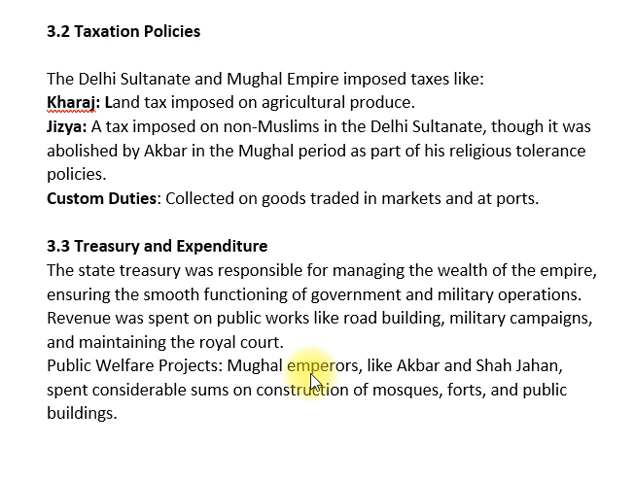 3.2 Taxation Policies
The Delhi Sultanate and Mughal Empire imposed taxes like:
Kharaj: Land tax imposed on agricultural produce.
Jizya: A tax imposed on non-Muslims in the Delhi Sultanate, though it was
abolished by Akbar in the Mughal period as part of his religious tolerance
policies.
Custom Duties: Collected on goods traded in markets and at ports.
3.3 Treasury and Expenditure
The state treasury was responsible for managing the wealth of the empire,
ensuring the smooth functioning of government and military operations.
Revenue was spent on public works like road building, military campaigns,
and maintaining the royal court.
Public Welfare Projects: Mughal emperors, like Akbar and Shah Jahan,
spent considerable sums on construction of mosques, forts, and public
buildings.